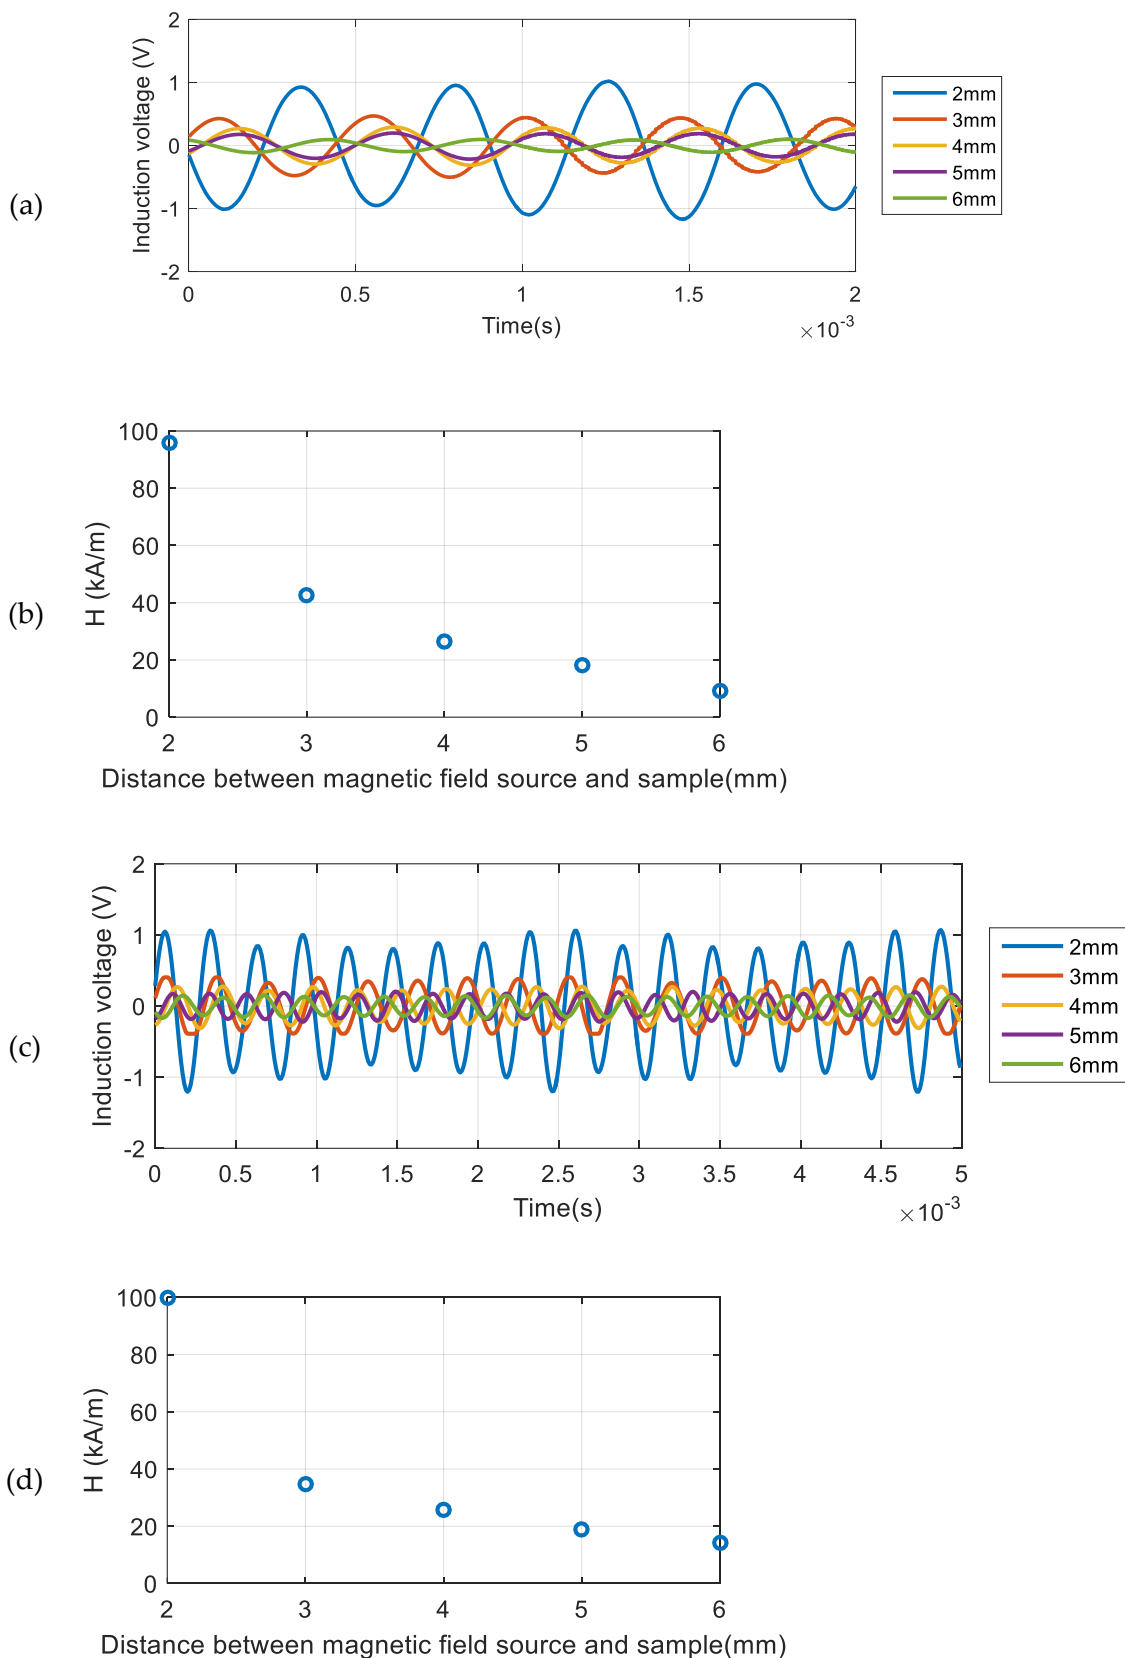 (a)
Induction voltage (V)
2
1
0
-1
-2
0 0.5 1 1.5 2
Time(s)
×10-3
2mm
3mm
4mm
5mm
6mm
(b)
H (kA/m)
100
80
60
40
20
0
2 3 4 5 6
Distance between magnetic field source and sample(mm)
(c)
Induction voltage (V)
2
1
0
-1
-2
0 0.5 1 1.5 2 2.5 3 3.5 4 4.5 5
Time(s)
×10-3
2mm
3mm
4mm
5mm
6mm
(d)
H (kA/m)
100
80
60
40
20
0
2 3 4 5 6
Distance between magnetic field source and sample(mm)